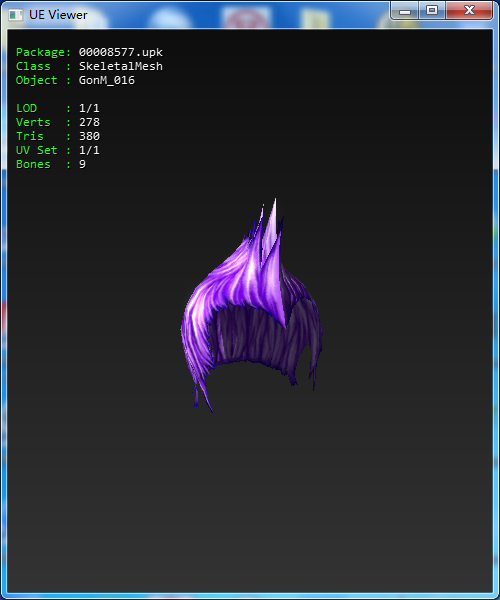 UE Viewer
Package: 00008577.upk
Class  : SkeletalMesh
Object : GonM_016
LOD    : 1/1
Verts  : 278
Tris   : 380
UV Set : 1/1
Bones  : 9